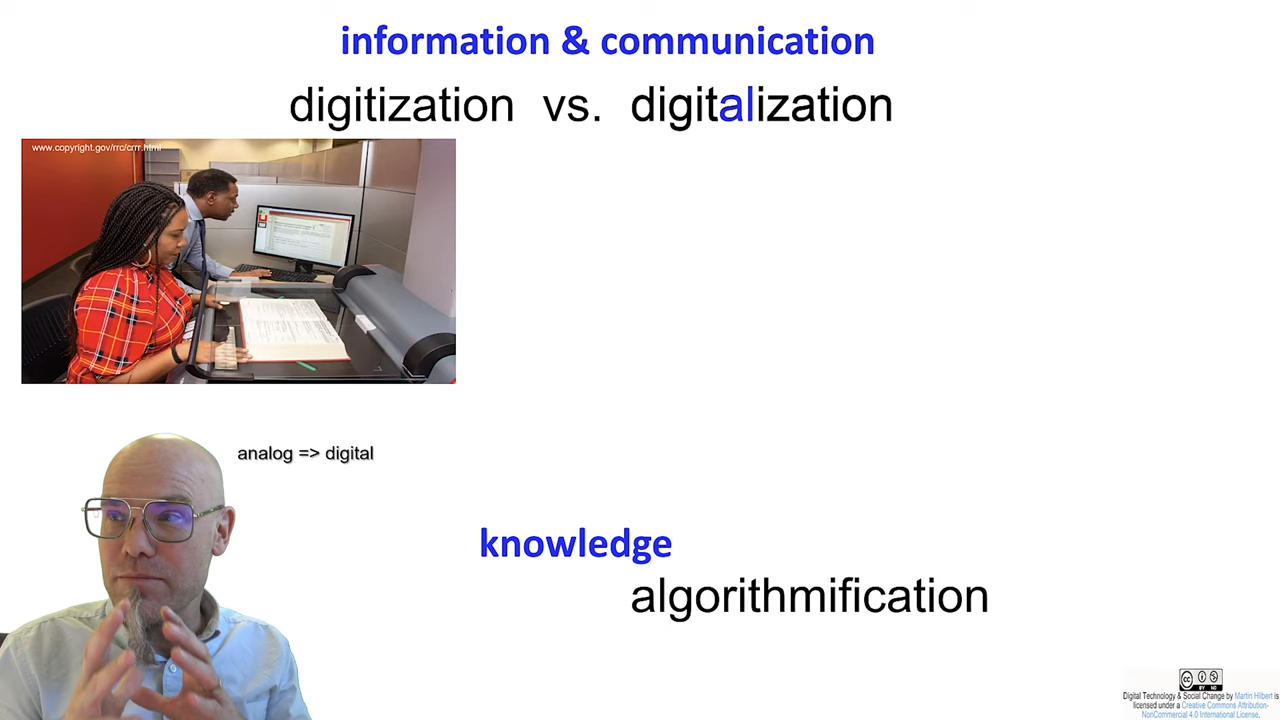 information & communication
digitization vs. digitalization
www.copyright.gov/rrc/crrr.html
analog => digital
knowledge
algorithmification
Digital Technology & Social Change by Martin Hilbert is
licensed under a Creative Commons Attribution-
NonCommercial 4.0 International License.